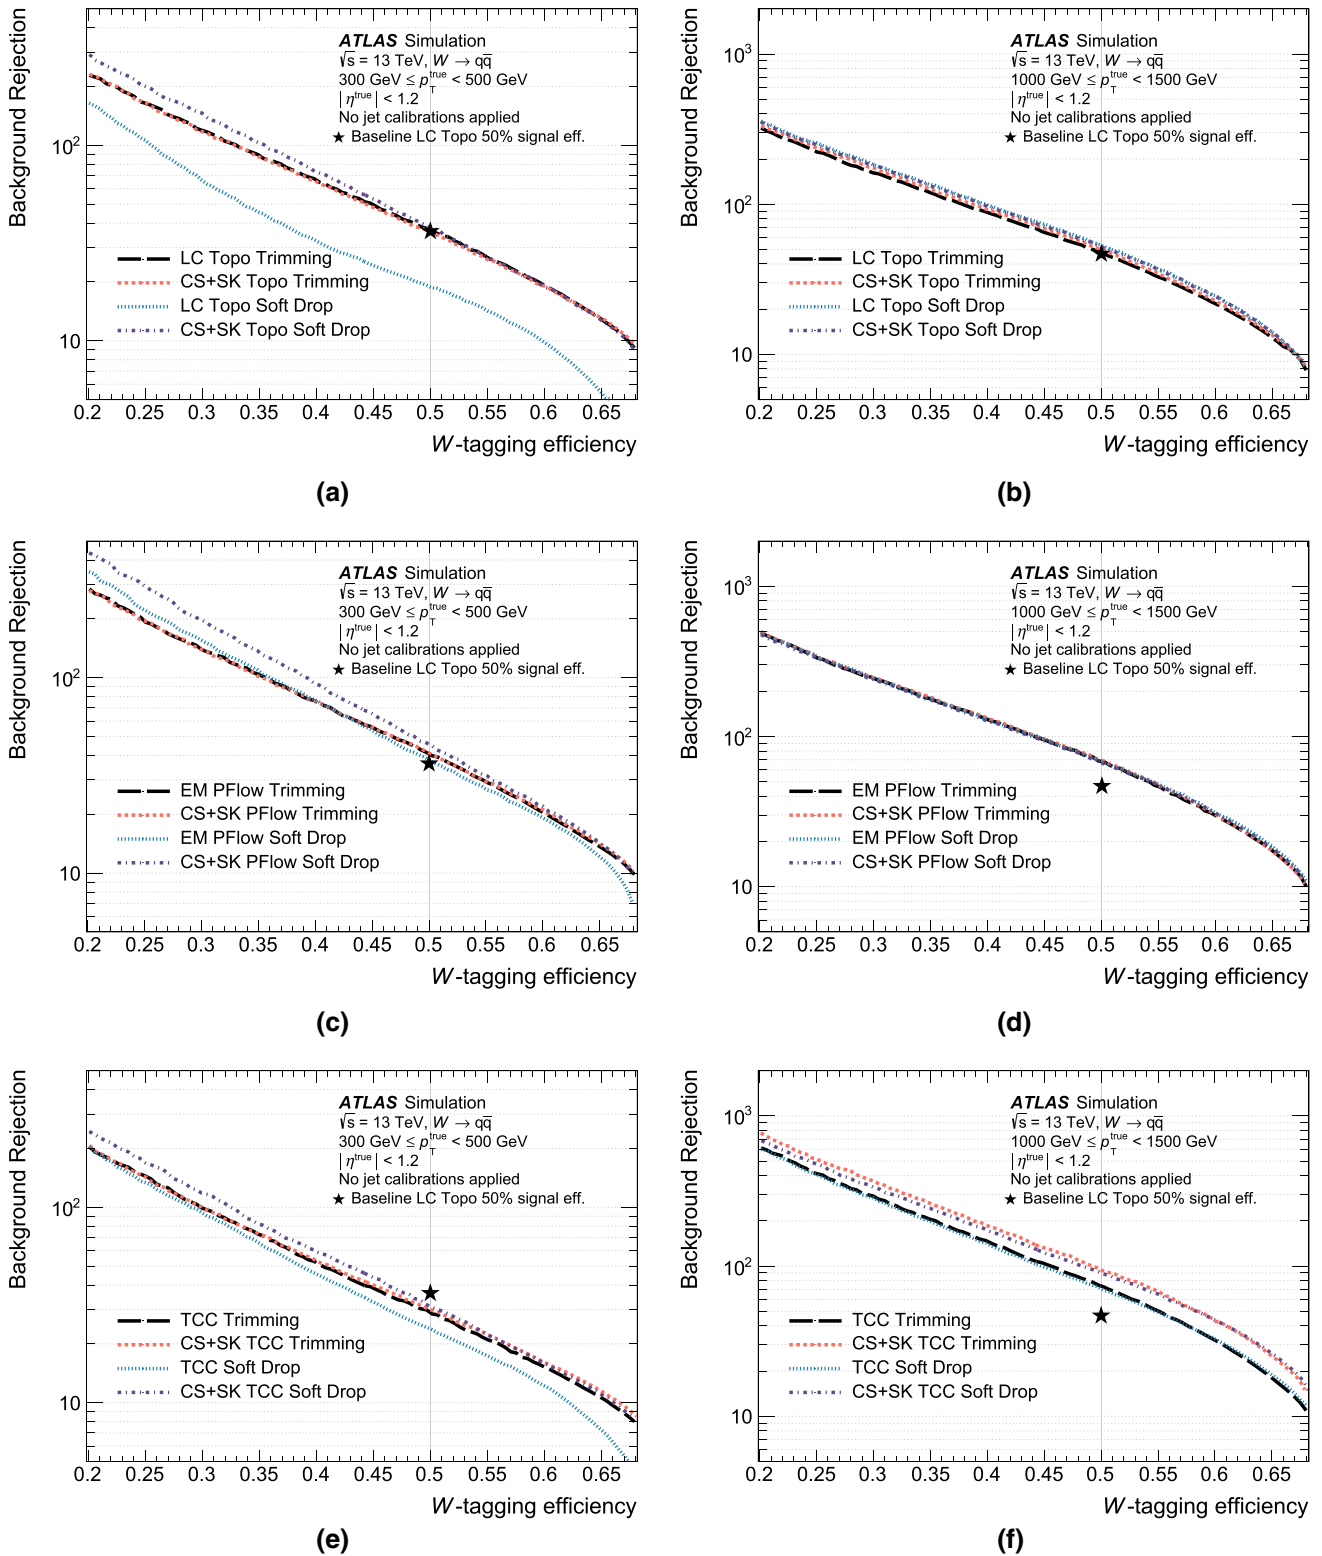 Background Rejection
ATLAS Simulation
√s = 13 TeV, W → qq̅
300 GeV ≤ p_T^true < 500 GeV
|η^true| < 1.2
No jet calibrations applied
★ Baseline LC Topo 50% signal eff.
10²
10
LC Topo Trimming
CS+SK Topo Trimming
LC Topo Soft Drop
CS+SK Topo Soft Drop
0.2 0.25 0.3 0.35 0.4 0.45 0.5 0.55 0.6 0.65
W-tagging efficiency
(a)
Background Rejection
ATLAS Simulation
√s = 13 TeV, W → qq̅
1000 GeV ≤ p_T^true < 1500 GeV
|η^true| < 1.2
No jet calibrations applied
★ Baseline LC Topo 50% signal eff.
10³
10²
10
LC Topo Trimming
CS+SK Topo Trimming
LC Topo Soft Drop
CS+SK Topo Soft Drop
0.2 0.25 0.3 0.35 0.4 0.45 0.5 0.55 0.6 0.65
W-tagging efficiency
(b)
Background Rejection
ATLAS Simulation
√s = 13 TeV, W → qq̅
300 GeV ≤ p_T^true < 500 GeV
|η^true| < 1.2
No jet calibrations applied
★ Baseline LC Topo 50% signal eff.
10²
10
EM PFlow Trimming
CS+SK PFlow Trimming
EM PFlow Soft Drop
CS+SK PFlow Soft Drop
0.2 0.25 0.3 0.35 0.4 0.45 0.5 0.55 0.6 0.65
W-tagging efficiency
(c)
Background Rejection
ATLAS Simulation
√s = 13 TeV, W → qq̅
1000 GeV ≤ p_T^true < 1500 GeV
|η^true| < 1.2
No jet calibrations applied
★ Baseline LC Topo 50% signal eff.
10³
10²
10
EM PFlow Trimming
CS+SK PFlow Trimming
EM PFlow Soft Drop
CS+SK PFlow Soft Drop
0.2 0.25 0.3 0.35 0.4 0.45 0.5 0.55 0.6 0.65
W-tagging efficiency
(d)
Background Rejection
ATLAS Simulation
√s = 13 TeV, W → qq̅
300 GeV ≤ p_T^true < 500 GeV
|η^true| < 1.2
No jet calibrations applied
★ Baseline LC Topo 50% signal eff.
10²
10
TCC Trimming
CS+SK TCC Trimming
TCC Soft Drop
CS+SK TCC Soft Drop
0.2 0.25 0.3 0.35 0.4 0.45 0.5 0.55 0.6 0.65
W-tagging efficiency
(e)
Background Rejection
ATLAS Simulation
√s = 13 TeV, W → qq̅
1000 GeV ≤ p_T^true < 1500 GeV
|η^true| < 1.2
No jet calibrations applied
★ Baseline LC Topo 50% signal eff.
10³
10²
10
TCC Trimming
CS+SK TCC Trimming
TCC Soft Drop
CS+SK TCC Soft Drop
0.2 0.25 0.3 0.35 0.4 0.45 0.5 0.55 0.6 0.65
W-tagging efficiency
(f)